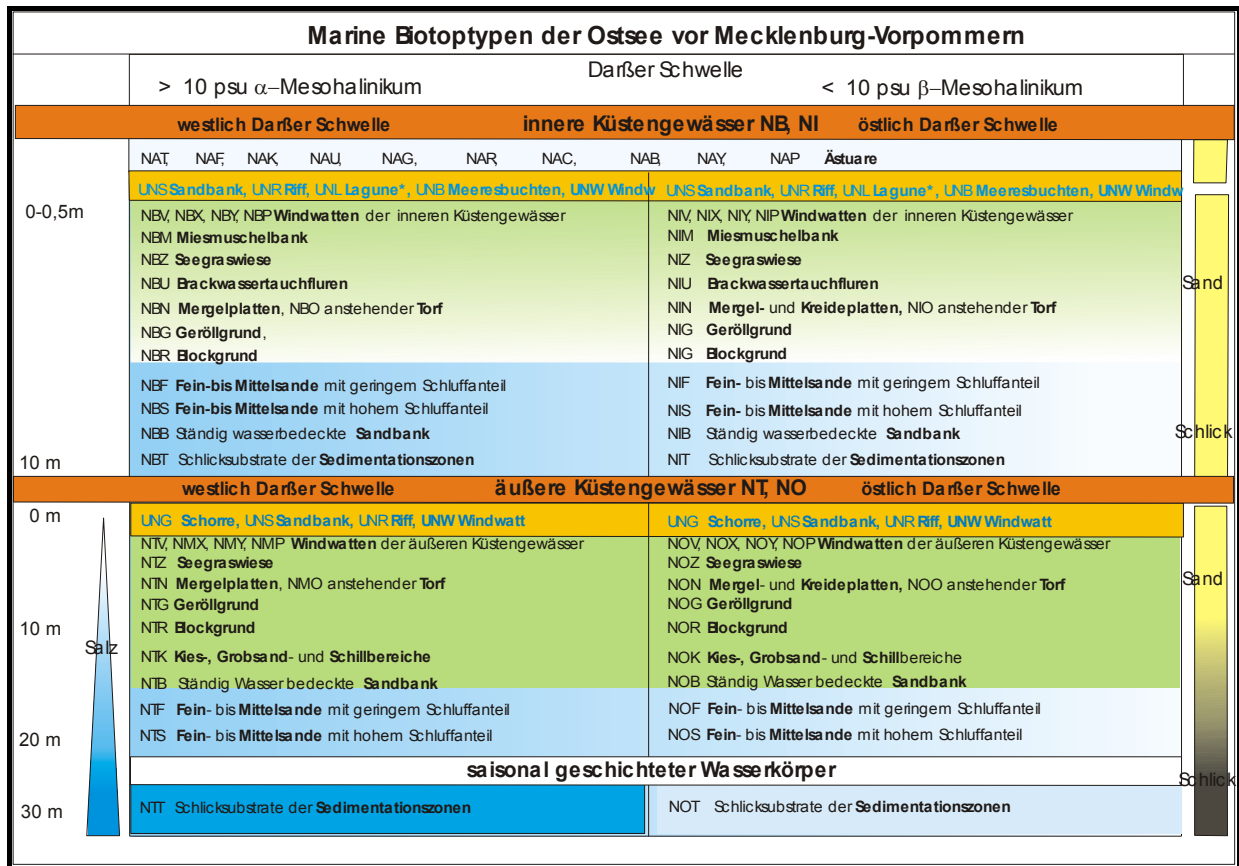 Marine Biotoptypen der Ostsee vor Mecklenburg-Vorpommern
Darßer Schwelle
> 10 psu α–Mesohalinikum < 10 psu β–Mesohalinikum
westlich Darßer Schwelle innere Küstengewässer NB, NI östlich Darßer Schwelle
NAT, NAF, NAK, NAU, NAG, NAR, NAC, NAB, NAY, NAP Ästuare
UNS Sandbank, UNR Riff, UNL Lagune*, UNB Meeresbuchten, UNW Windw UNS Sandbank, UNR Riff, UNL Lagune*, UNB Meeresbuchten, UNW Windw
0-0,5m
NBV, NBX, NBY, NBP Windwatten der inneren Küstengewässer NIV, NIX, NIY, NIP Windwatten der inneren Küstengewässer
NBM Miesmuschelbank NIM Miesmuschelbank
NBZ Seegraswiese NIZ Seegraswiese
NBU Brackwassertauchfluren NIU Brackwassertauchfluren
Sand
NBN Mergelplatten, NBO anstehender Torf NIN Mergel- und Kreideplatten, NIO anstehender Torf
NBG Geröllgrund, NIG Geröllgrund
NBR Blockgrund NIG Blockgrund
NBF Fein-bis Mittelsande mit geringem Schluffanteil NIF Fein- bis Mittelsande mit geringem Schluffanteil
NBS Fein-bis Mittelsande mit hohem Schluffanteil NIS Fein- bis Mittelsande mit hohem Schluffanteil
NBB Ständig wasserbedeckte Sandbank NIB Ständig wasserbedeckte Sandbank
Schlick
10 m NBT Schlicksubstrate der Sedimentationszonen NIT Schlicksubstrate der Sedimentationszonen
westlich Darßer Schwelle äußere Küstengewässer NT, NO östlich Darßer Schwelle
0 m
UNG Schorre, UNS Sandbank, UNR Riff, UNW Windwatt UNG Schorre, UNS Sandbank, UNR Riff, UNW Windwatt
NTV, NMX, NMY, NMP Windwatten der äußeren Küstengewässer NOV, NOX, NOY, NOP Windwatten der äußeren Küstengewässer
NTZ Seegraswiese NOZ Seegraswiese
NTN Mergelplatten, NMO anstehender Torf NON Mergel- und Kreideplatten, NOO anstehender Torf
Sand
NTG Geröllgrund NOG Geröllgrund
10 m NTR Blockgrund NOR Blockgrund
Salz
NTK Kies-, Grobsand- und Schillbereiche NOK Kies-, Grobsand- und Schillbereiche
NTB Ständig Wasser bedeckte Sandbank NOB Ständig Wasser bedeckte Sandbank
NTF Fein- bis Mittelsande mit geringem Schluffanteil NOF Fein- bis Mittelsande mit geringem Schluffanteil
20 m NTS Fein- bis Mittelsande mit hohem Schluffanteil NOS Fein- bis Mittelsande mit hohem Schluffanteil
saisonal geschichteter Wasserkörper
Schlick
30 m NTT Schlicksubstrate der Sedimentationszonen NOT Schlicksubstrate der Sedimentationszonen